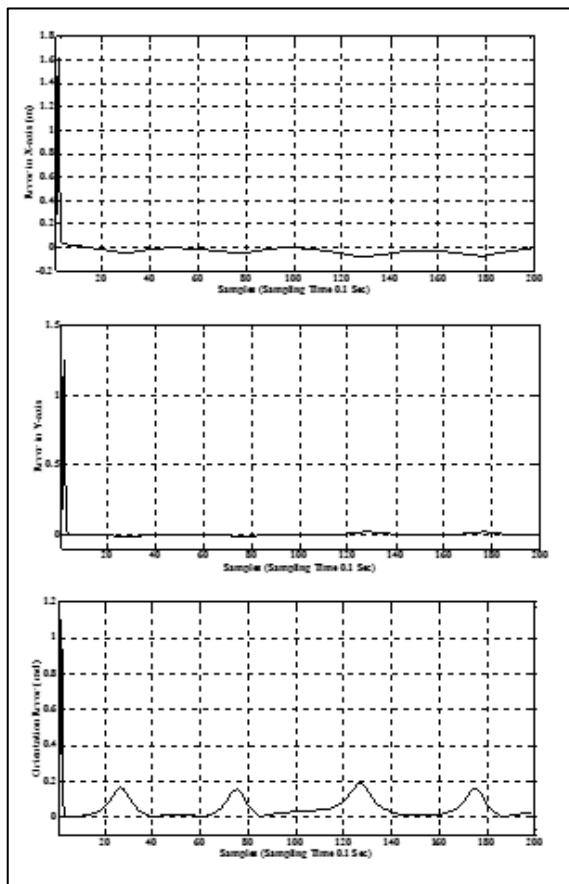 1.8
1.6
1.4
1.2
1
0.8
0.6
0.4
0.2
0
-0.2
Error in X-axis (m)
20 40 60 80 100 120 140 160 180 200
Samples (Sampling Time 0.1 Sec)
1.5
1
0.5
0
Error in Y-axis
20 40 60 80 100 120 140 160 180 200
Samples (Sampling Time 0.1 Sec)
1.2
1
0.8
0.6
0.4
0.2
0
Orientation Error (rad)
20 40 60 80 100 120 140 160 180 200
Samples (Sampling Time 0.1 Sec)